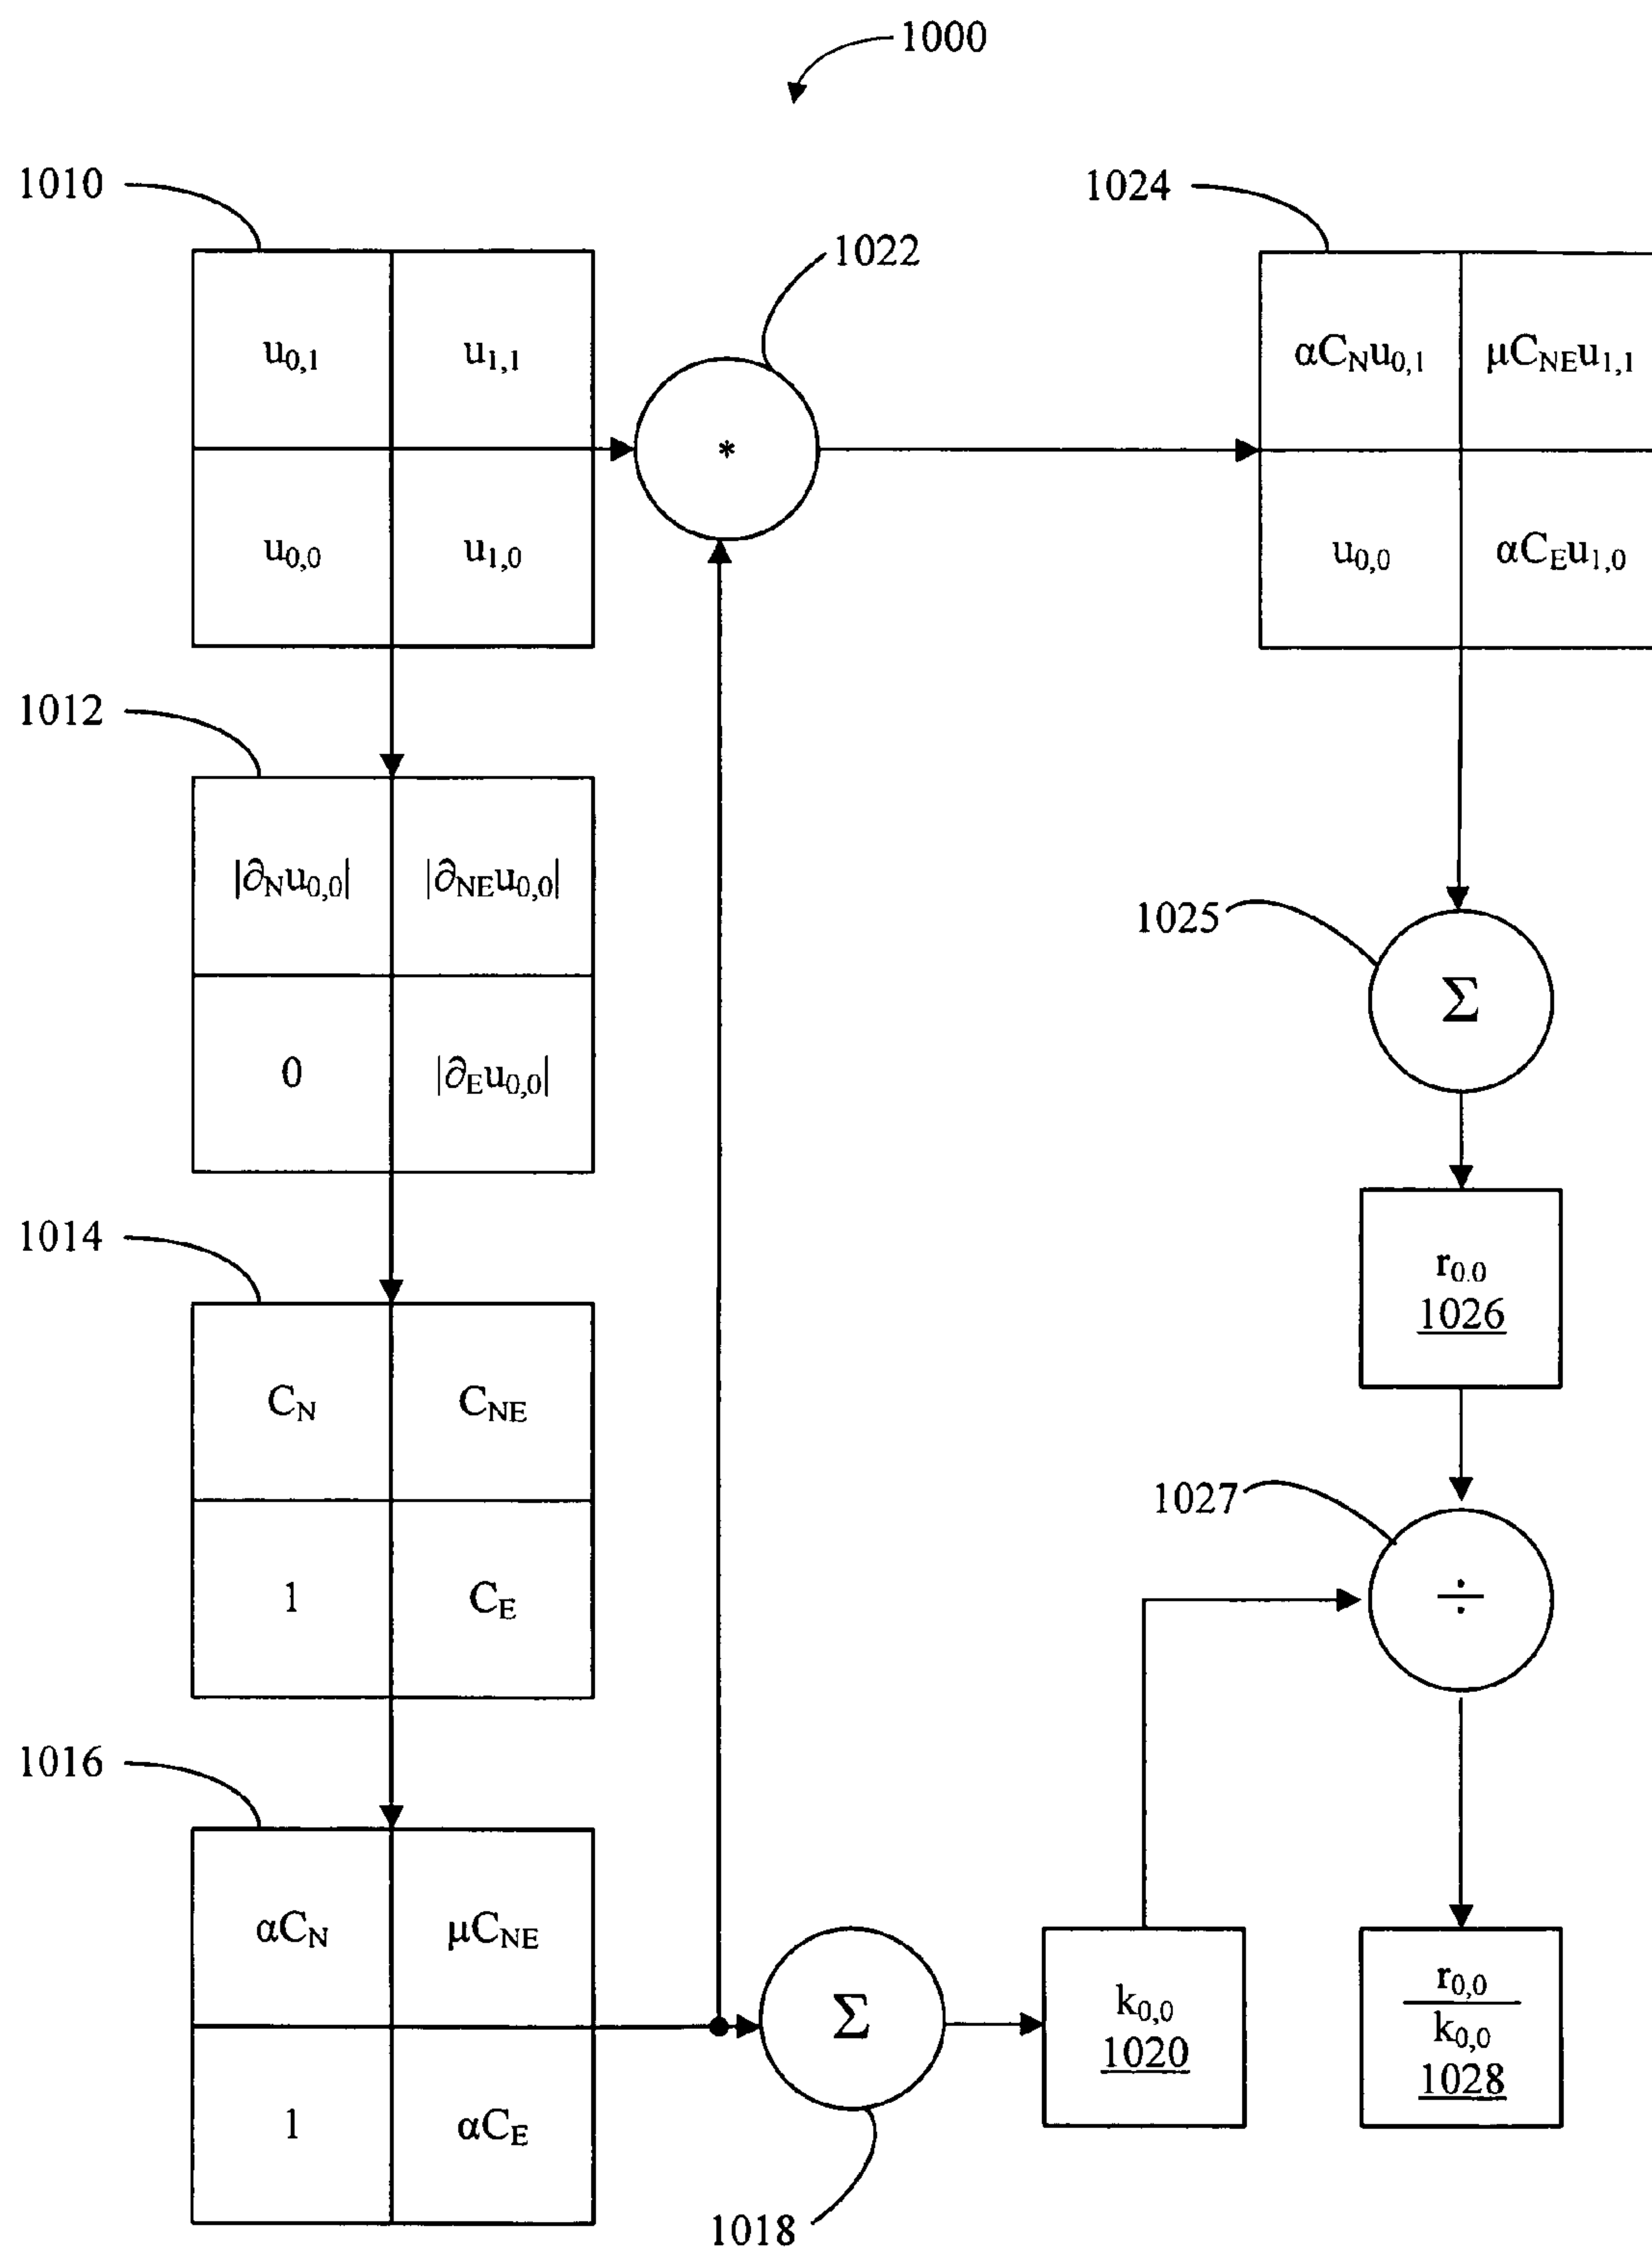 1000
1010
1024
1022
u0,1 u1,1
αCNu0,1 μCNEu1,1
*
u0,0 u1,0
u0,0 αCEu1,0
1012
|∂Nu0,0| |∂NEu0,0|
1025
Σ
0 |∂Eu0,0|
1014
r0.0
1026
CN CNE
1027
÷
1 CE
1016
αCN μCNE
Σ
k0,0
1020
r0,0
k0,0
1028
1 αCE
1018